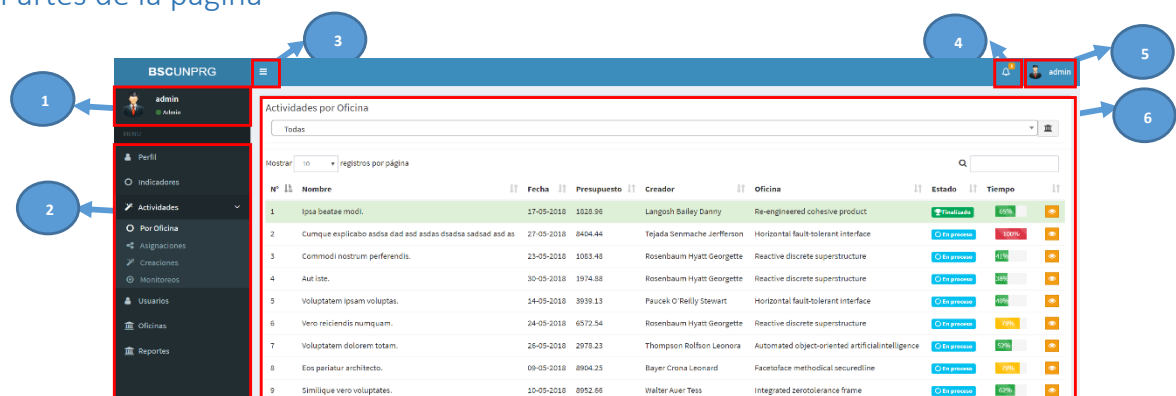 Partes de la página
3
4
5
BSCUNPRG
admin
1
admin
Admin
6
MENU
Actividades por Oficina
Todas
Perfil
Mostrar 10 registros por página
Indicadores
N° Nombre Fecha Presupuesto Creador Oficina Estado Tiempo
2
Actividades
1 Ipsa beatae modi. 17-05-2018 1828.96 Langosh Bailey Danny Re-engineered cohesive product Finalizado 65%
Por Oficina
2 Cumque explicabo asdsa dad asd asdas dsadsa sadsad asd as 27-05-2018 8404.44 Tejada Senmache Jerfferson Horizontal fault-tolerant interface En proceso 100%
Asignaciones
Creaciones
3 Commodi nostrum perferendis. 23-05-2018 1083.48 Rosenbaum Hyatt Georgette Reactive discrete superstructure En proceso 41%
Monitoreos
4 Aut iste. 30-05-2018 1974.88 Rosenbaum Hyatt Georgette Reactive discrete superstructure En proceso 38%
Usuarios
5 Voluptatem ipsam voluptas. 14-05-2018 3939.13 Paucek O'Reilly Stewart Horizontal fault-tolerant interface En proceso
Oficinas
6 Vero reiciendis numquam. 24-05-2018 6572.54 Rosenbaum Hyatt Georgette Reactive discrete superstructure En proceso
Reportes
7 Voluptatem dolorem totam. 26-05-2018 2978.23 Thompson Rolfson Leonora Automated object-oriented artificialintelligence En proceso 52%
8 Eos pariatur architecto. 09-05-2018 8904.25 Bayer Crona Leonard Facetoface methodical securedline En proceso
9 Similique vero voluptates. 10-05-2018 8952.66 Walter Auer Tess Integrated zerotolerance frame En proceso 62%